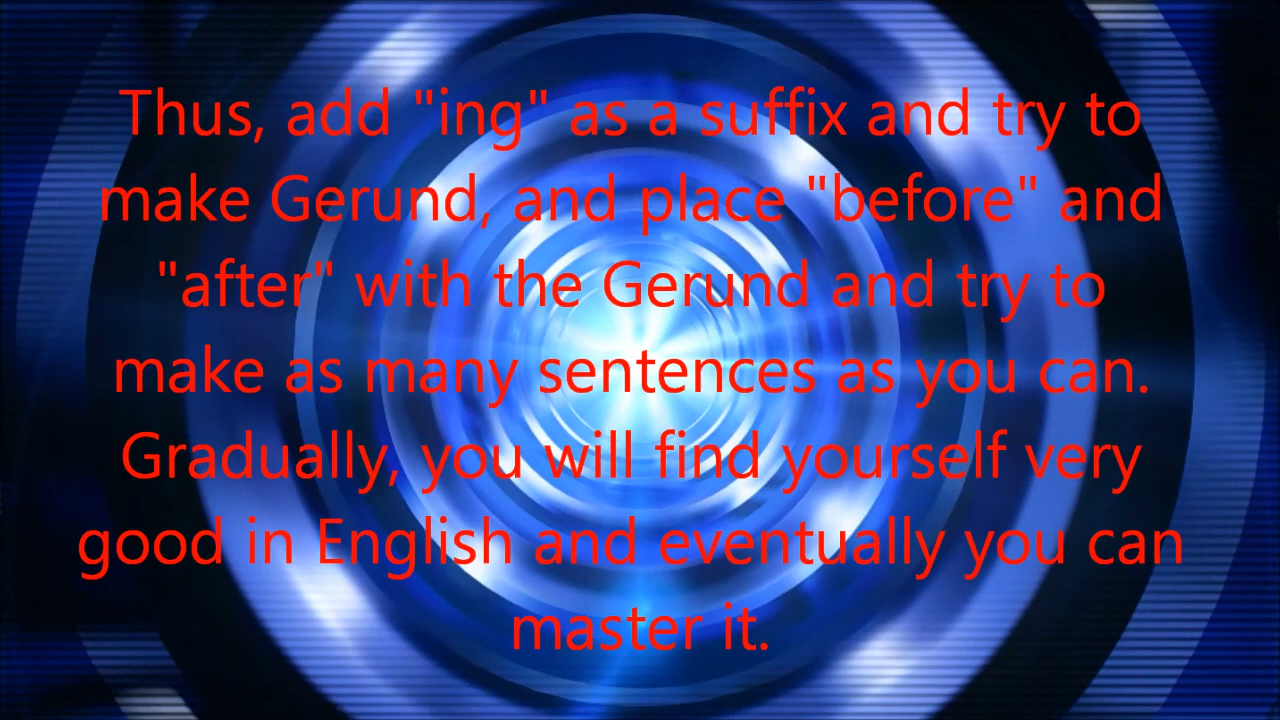 Thus, add "ing" as a suffix and try to
make Gerund, and place "before" and
"after" with the Gerund and try to
make as many sentences as you can.
Gradually, you will find yourself very
good in English and eventually you can
master it.